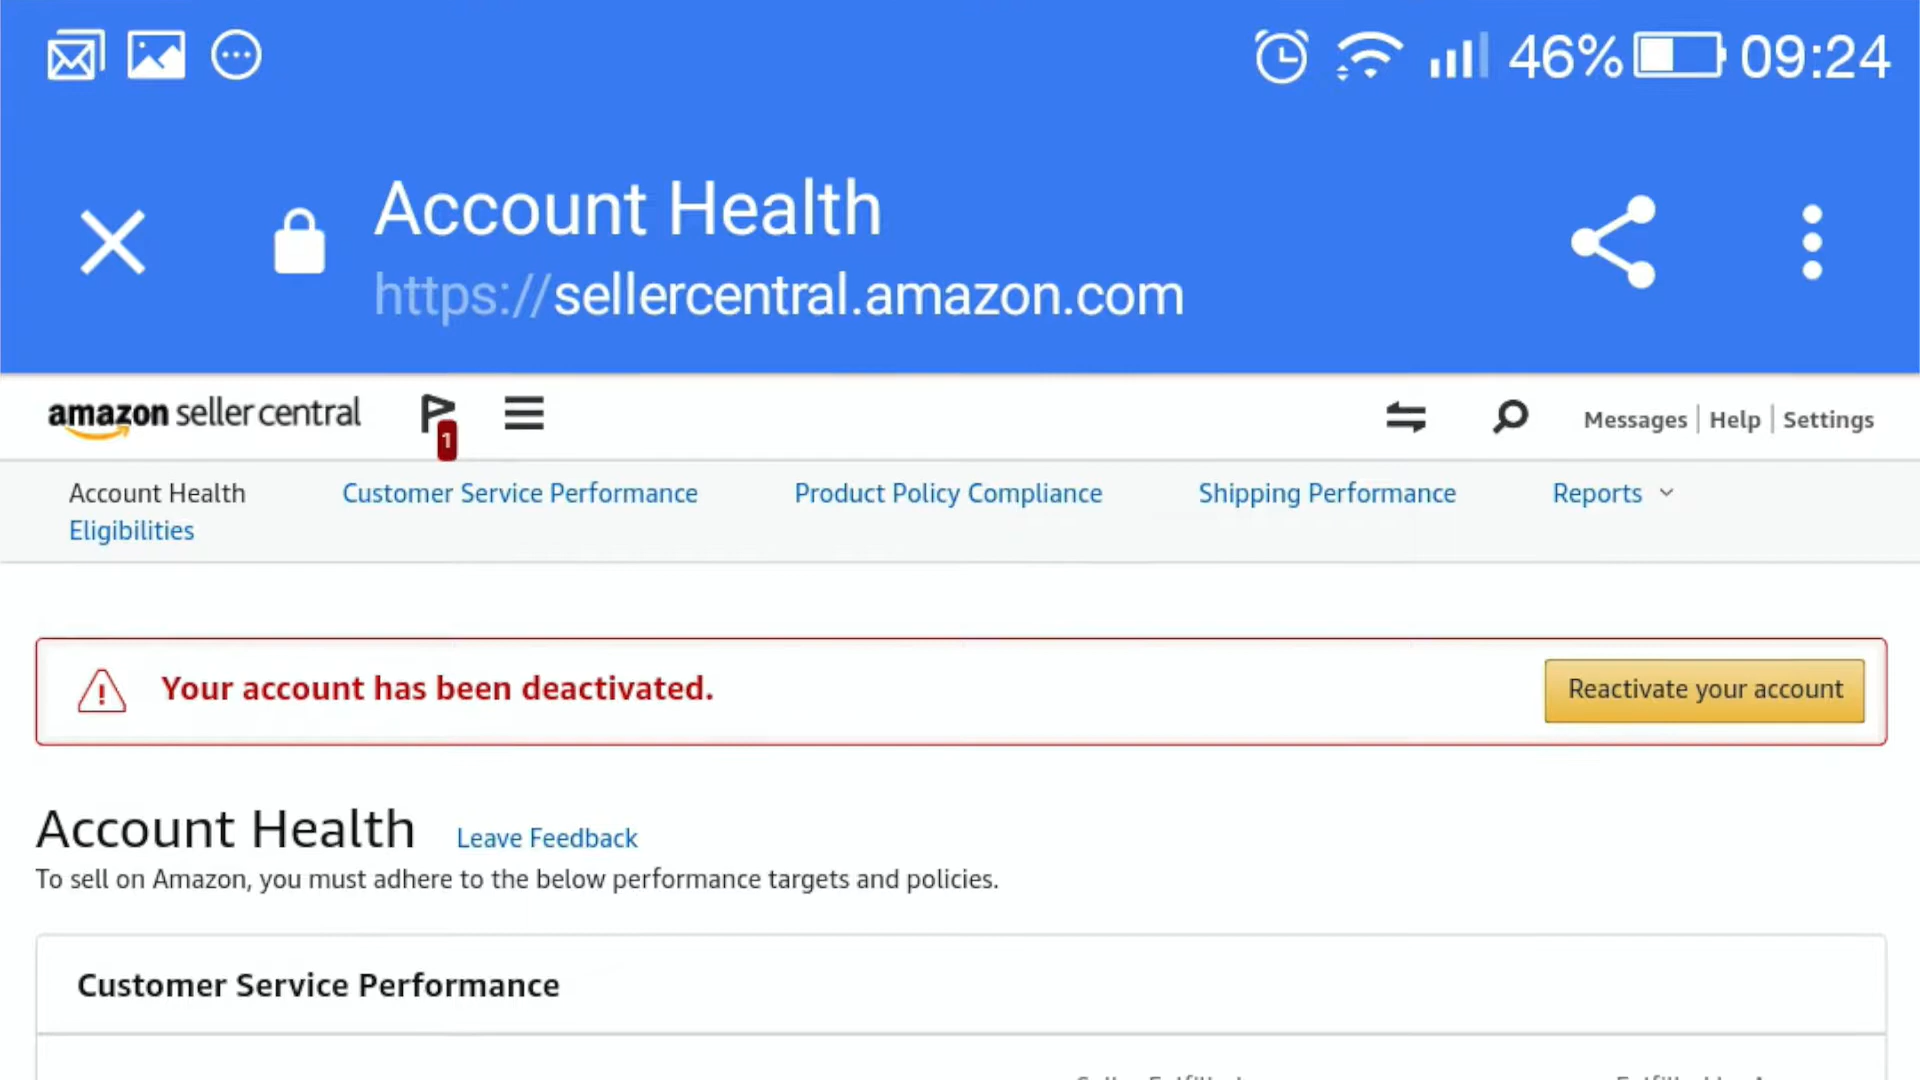 46% 09:24
Account Health
https://sellercentral.amazon.com
amazon seller central
1
Messages | Help | Settings
Account Health Customer Service Performance Product Policy Compliance Shipping Performance Reports
Eligibilities
Your account has been deactivated. Reactivate your account
Account Health Leave Feedback
To sell on Amazon, you must adhere to the below performance targets and policies.
Customer Service Performance